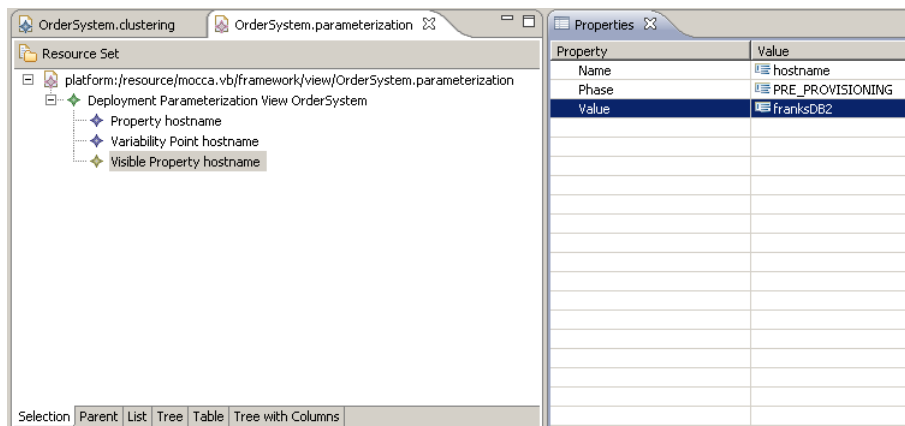 OrderSystem.clustering
OrderSystem.parameterization
Resource Set
platform:/resource/mocca.vb/framework/view/OrderSystem.parameterization
Deployment Parameterization View OrderSystem
Property hostname
Variability Point hostname
Visible Property hostname
Selection Parent List Tree Table Tree with Columns
Properties
Property Value
Name hostname
Phase PRE_PROVISIONING
Value franksDB2